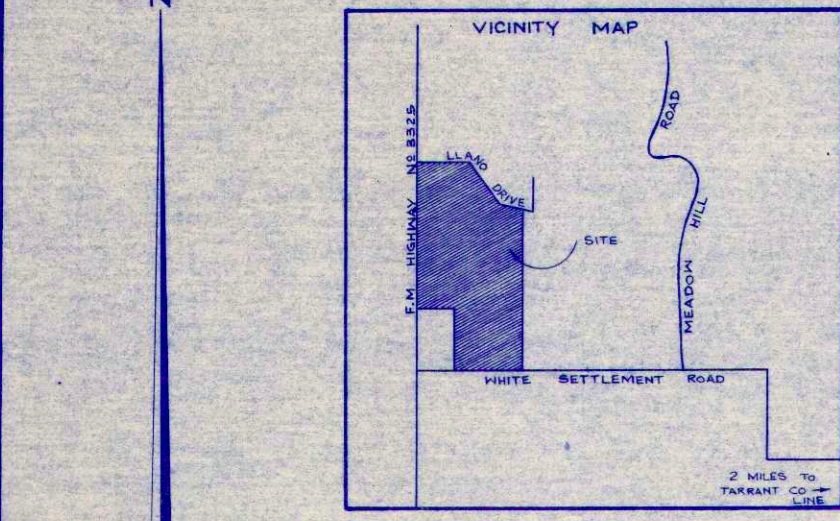 N
VICINITY MAP
F.M HIGHWAY Nº 3325
LLANO DRIVE
ROAD
HILL
MEADOW
SITE
WHITE SETTLEMENT ROAD
2 MILES TO
TARRANT CO →
LINE